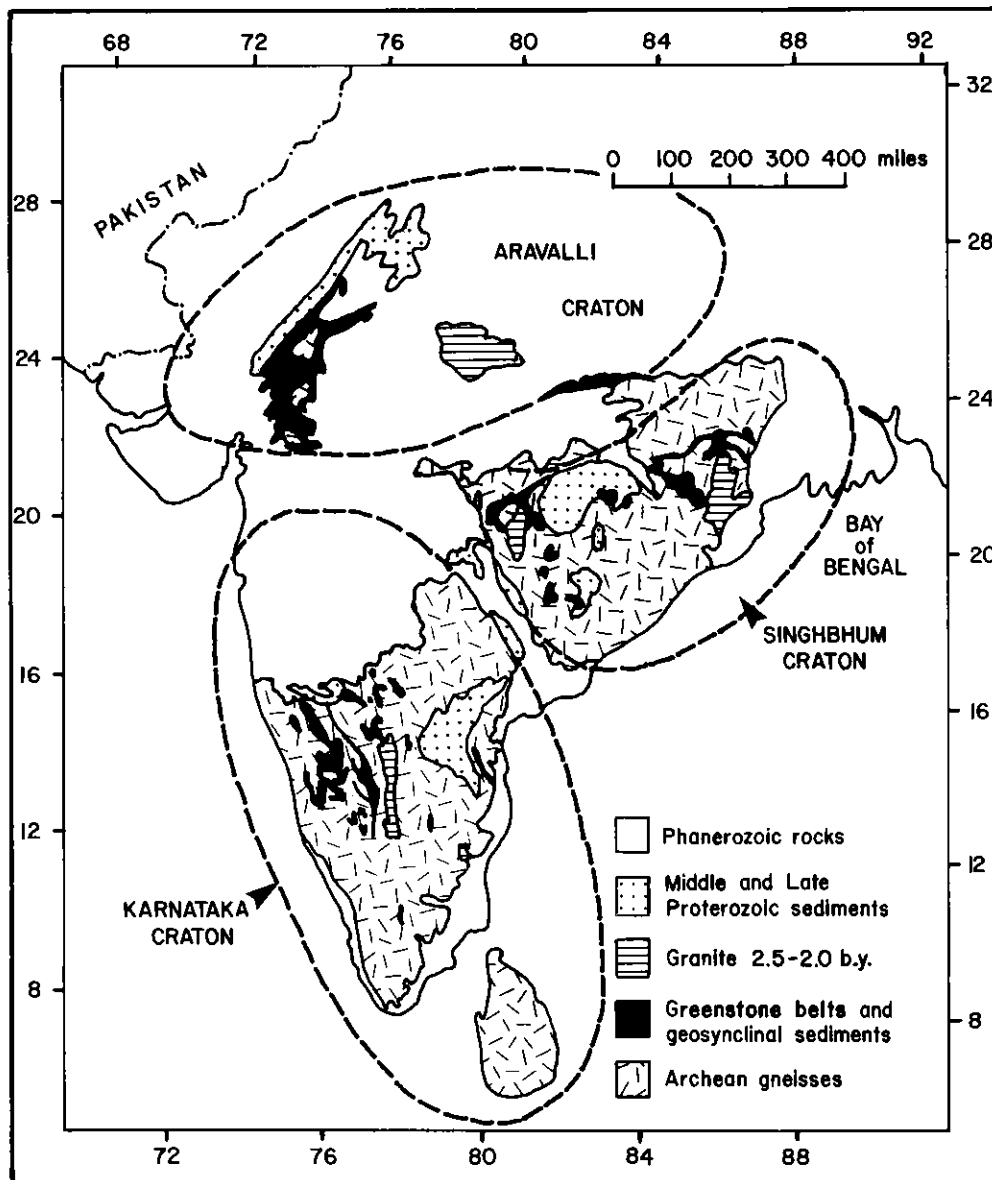 68 72 76 80 84 88 92
32
0 100 200 300 400 miles
PAKISTAN
28
28
ARAVALLI
CRATON
24
24
20
20
BAY
of
BENGAL
SINGHBHUM
CRATON
16
16
12
12
Phanerozoic rocks
Middle and Late
Proterozoic sediments
KARNATAKA
CRATON
Granite 2.5-2.0 b.y.
8
8
Greenstone belts and
geosynclinal sediments
Archean gneisses
72 76 80 84 88